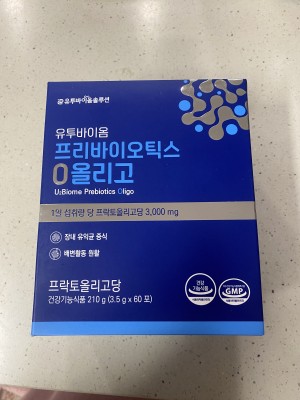 유투바이옴솔루션
유투바이옴
프리바이오틱스
O올리고
U2Biome Prebiotics Oligo
1일 섭취량 당 프락토올리고당 3,000 mg
장내 유익균 증식
배변활동 원활
프락토올리고당
건강기능식품 210 g (3.5 g x 60 포)
건강
기능식품
GMP